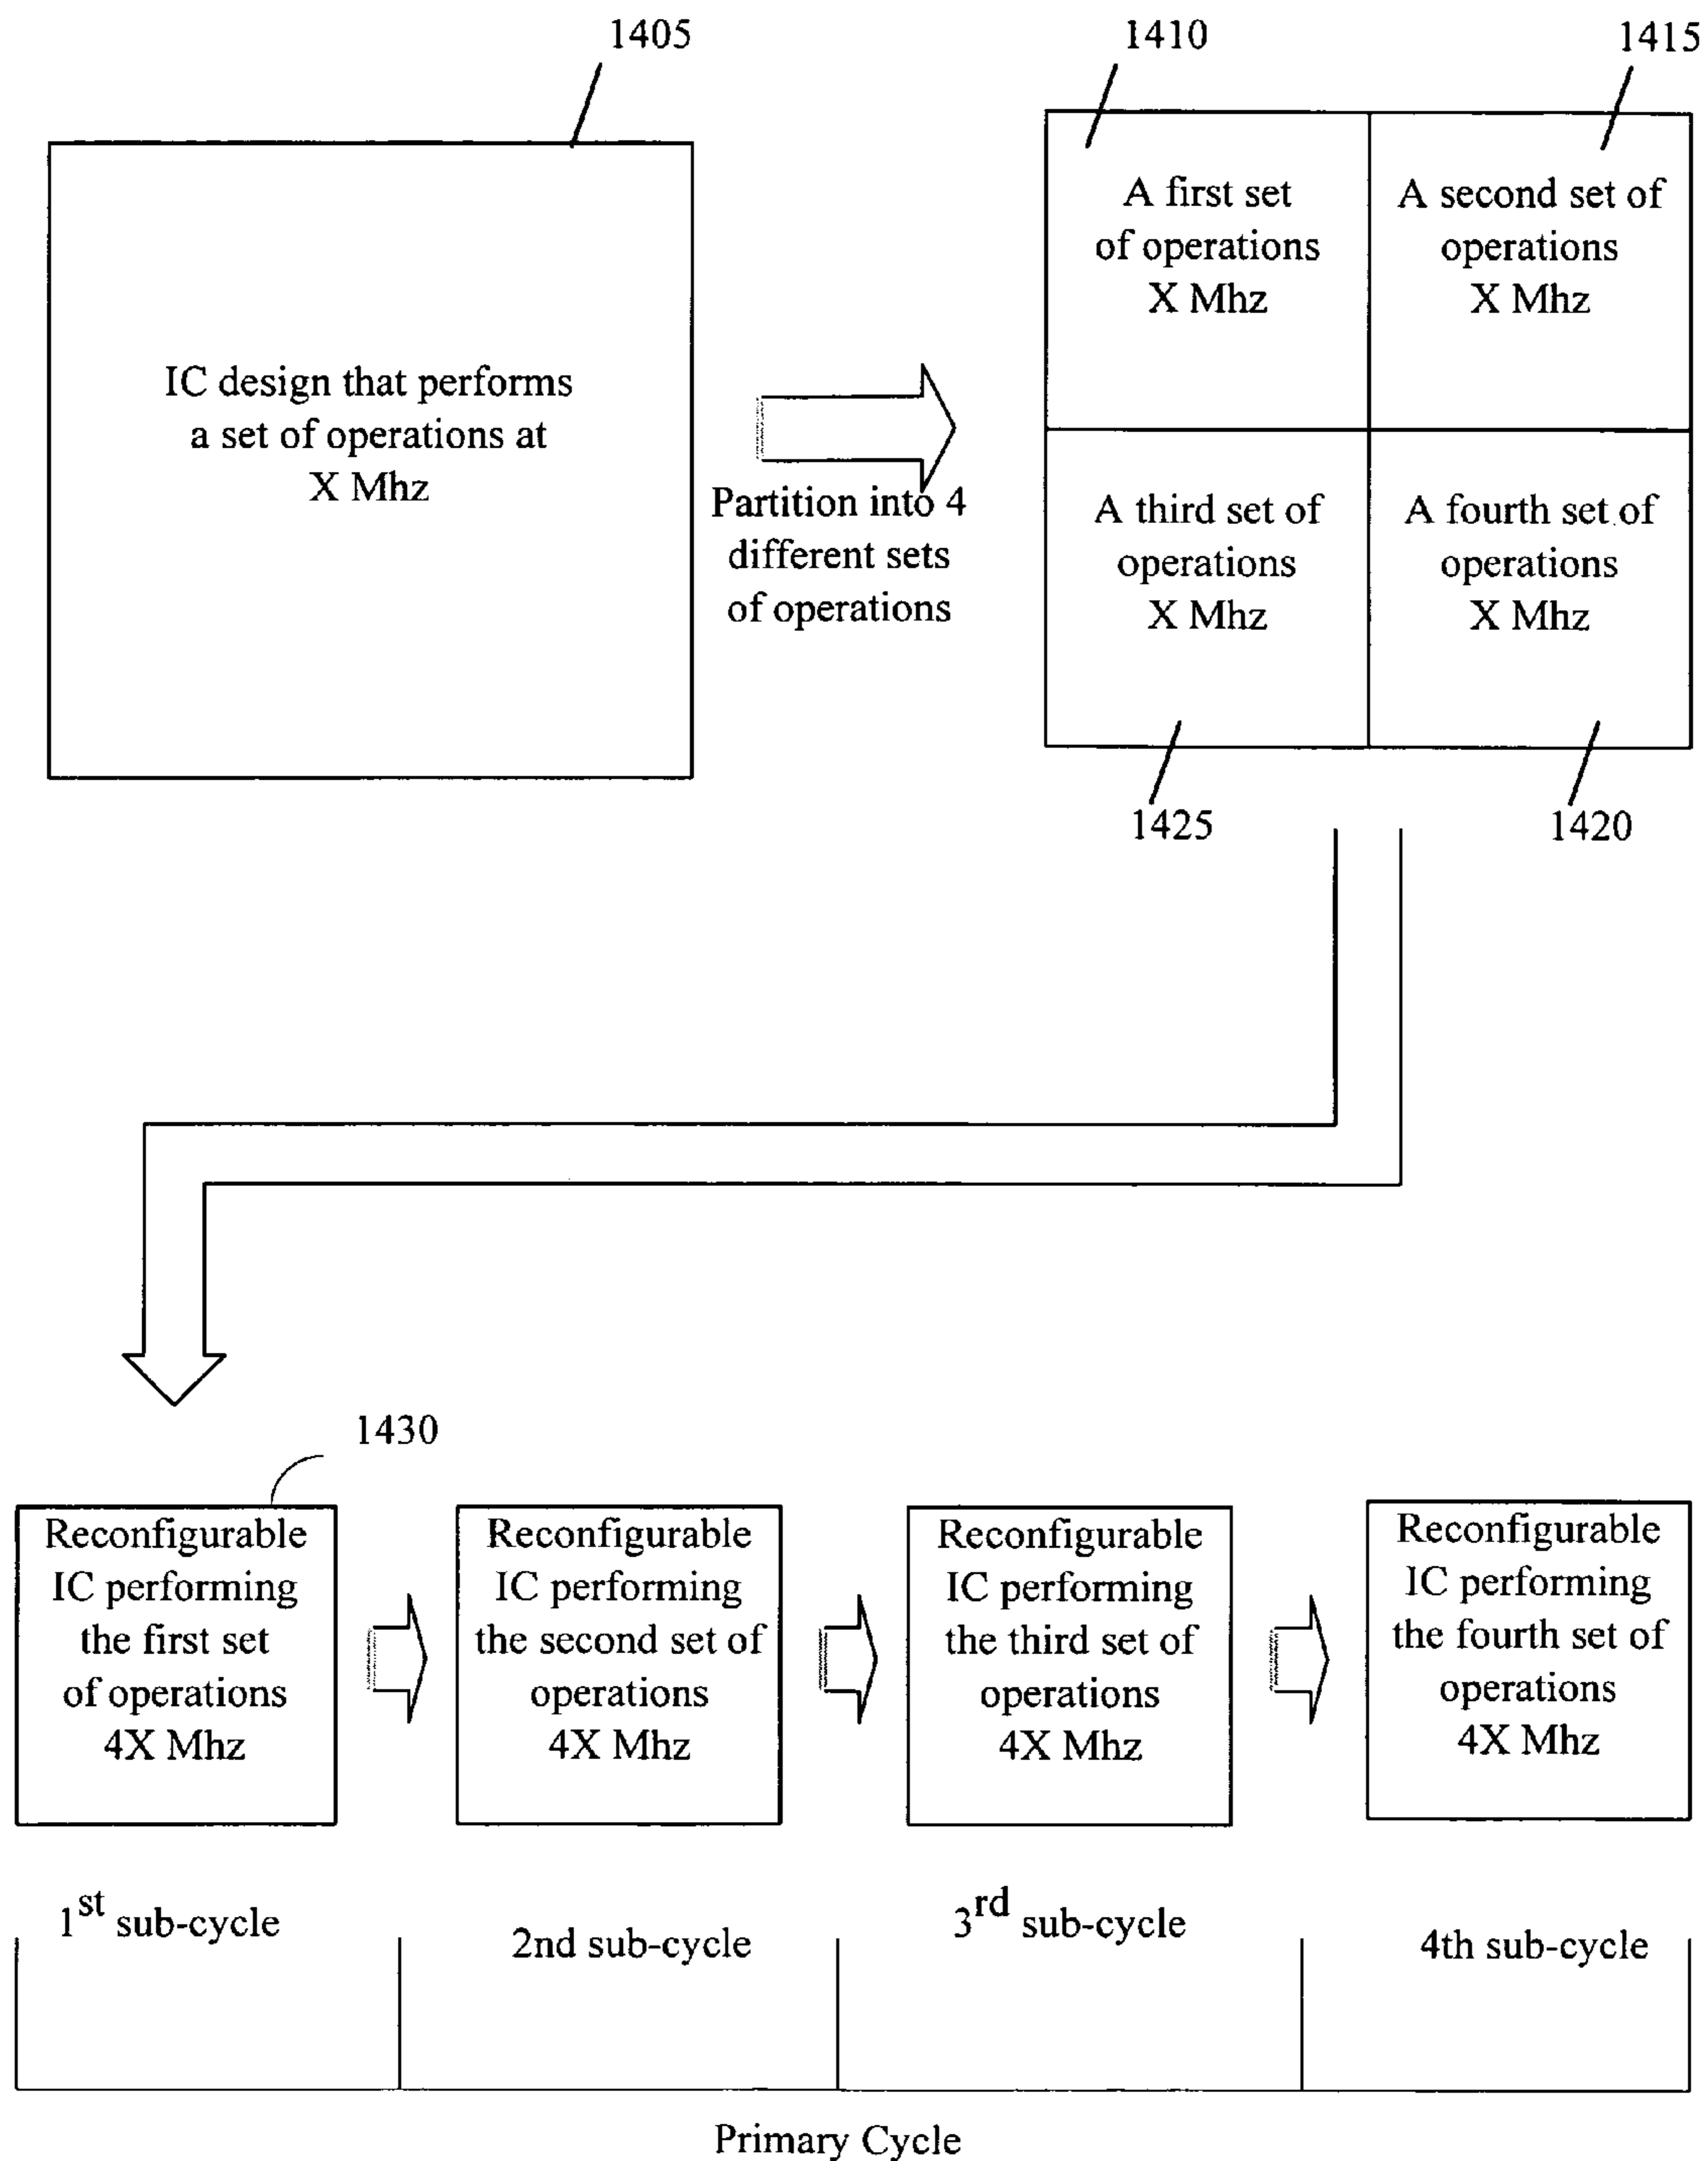 1405
1410
1415
IC design that performs
a set of operations at
X Mhz
Partition into 4
different sets
of operations
A first set
of operations
X Mhz
A second set of
operations
X Mhz
A third set of
operations
X Mhz
A fourth set of
operations
X Mhz
1425
1420
1430
Reconfigurable
IC performing
the first set
of operations
4X Mhz
Reconfigurable
IC performing
the second set of
operations
4X Mhz
Reconfigurable
IC performing
the third set of
operations
4X Mhz
Reconfigurable
IC performing
the fourth set of
operations
4X Mhz
1st sub-cycle
2nd sub-cycle
3rd sub-cycle
4th sub-cycle
Primary Cycle